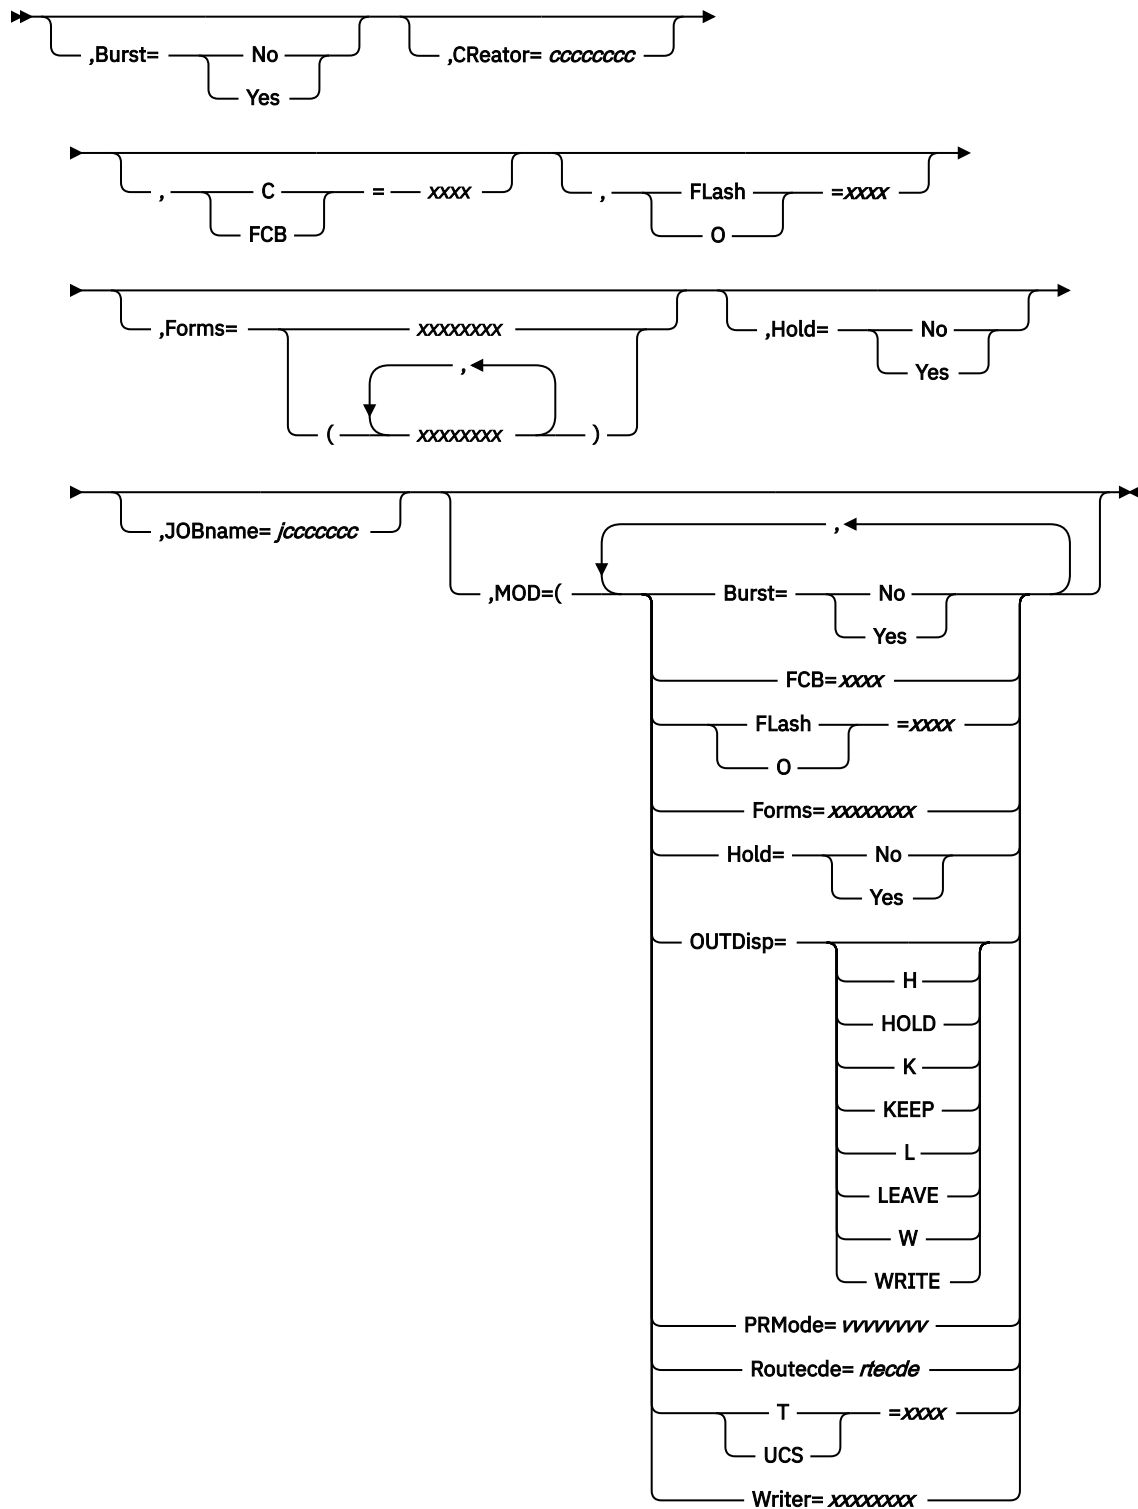 ,Burst= No ,CReator= cccccccc
Yes
, C = xxxx , FLash =xxxx
FCB O
,Forms= xxxxxxxx ,Hold= No
, Yes
( xxxxxxxx )
,JOBname= jccccccc
,
,MOD=( Burst= No
Yes
FCB=xxxx
FLash =xxxx
O
Forms=xxxxxxxx
Hold= No
Yes
OUTDisp=
H
HOLD
K
KEEP
L
LEAVE
W
WRITE
PRMode= vvvvvvvv
Routecde= rtecde
T =xxxx
UCS
Writer= xxxxxxxx